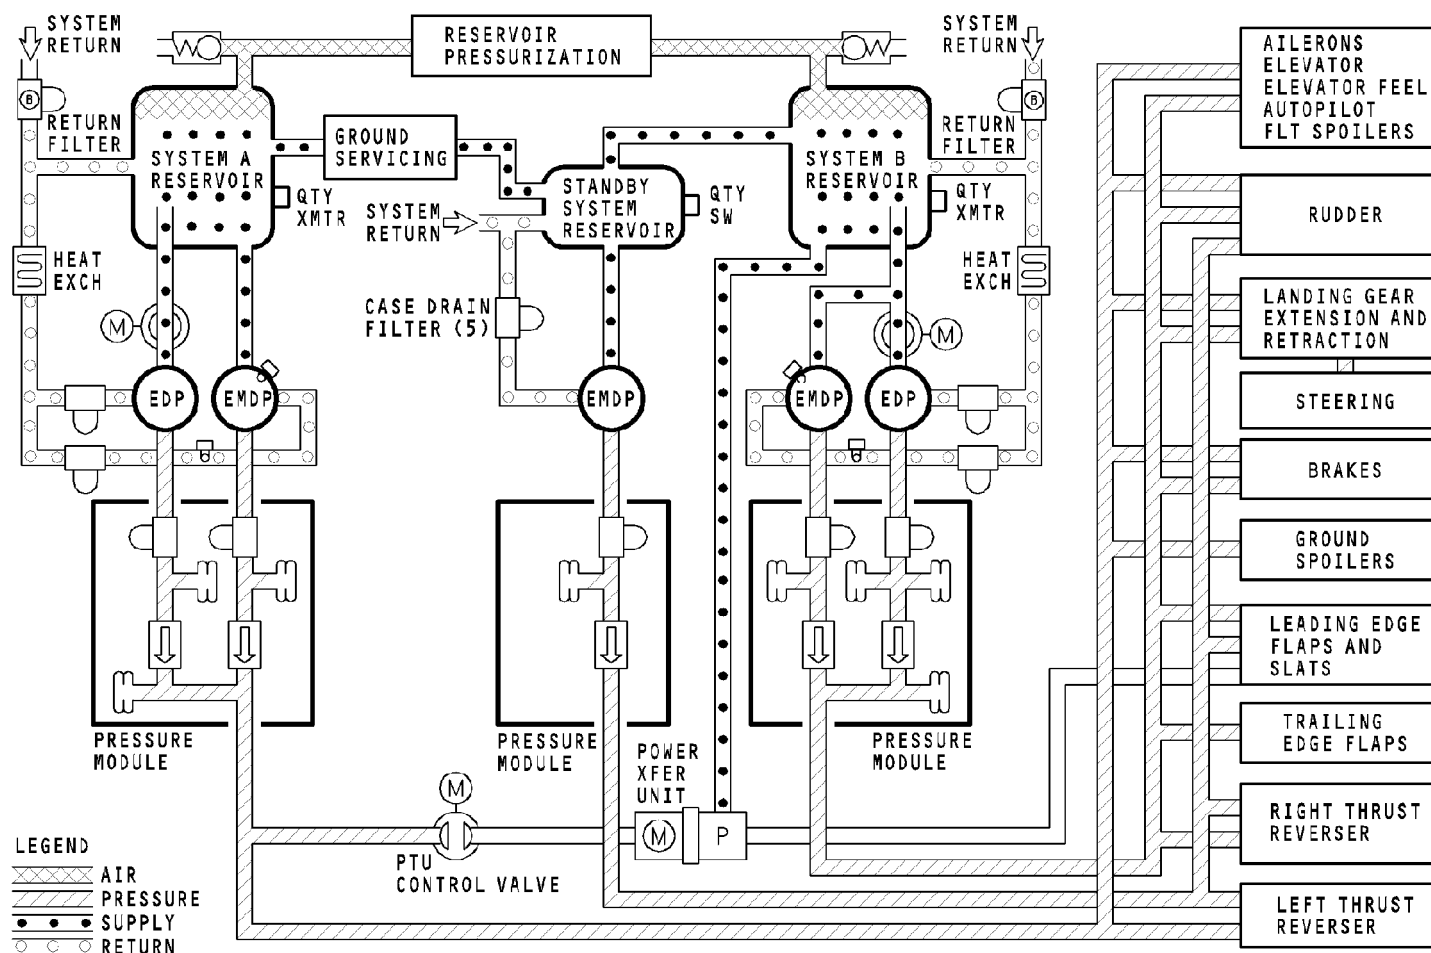 SYSTEM
RETURN
RESERVOIR
PRESSURIZATION
SYSTEM
RETURN
B
RETURN
FILTER
SYSTEM A
RESERVOIR
QTY
XMTR
GROUND
SERVICING
SYSTEM
RETURN
STANDBY
SYSTEM
RESERVOIR
QTY
SW
SYSTEM B
RESERVOIR
RETURN
FILTER
B
QTY
XMTR
HEAT
EXCH
CASE DRAIN
FILTER (5)
HEAT
EXCH
M
M
EDP
EMDP
EMDP
EMDP
EDP
PRESSURE
MODULE
PRESSURE
MODULE
PRESSURE
MODULE
POWER
XFER
UNIT
M
M
P
PTU
CONTROL VALVE
LEGEND
AIR
PRESSURE
SUPPLY
RETURN
AILERONS
ELEVATOR
ELEVATOR FEEL
AUTOPILOT
FLT SPOILERS
RUDDER
LANDING GEAR
EXTENSION AND
RETRACTION
STEERING
BRAKES
GROUND
SPOILERS
LEADING EDGE
FLAPS AND
SLATS
TRAILING
EDGE FLAPS
RIGHT THRUST
REVERSER
LEFT THRUST
REVERSER